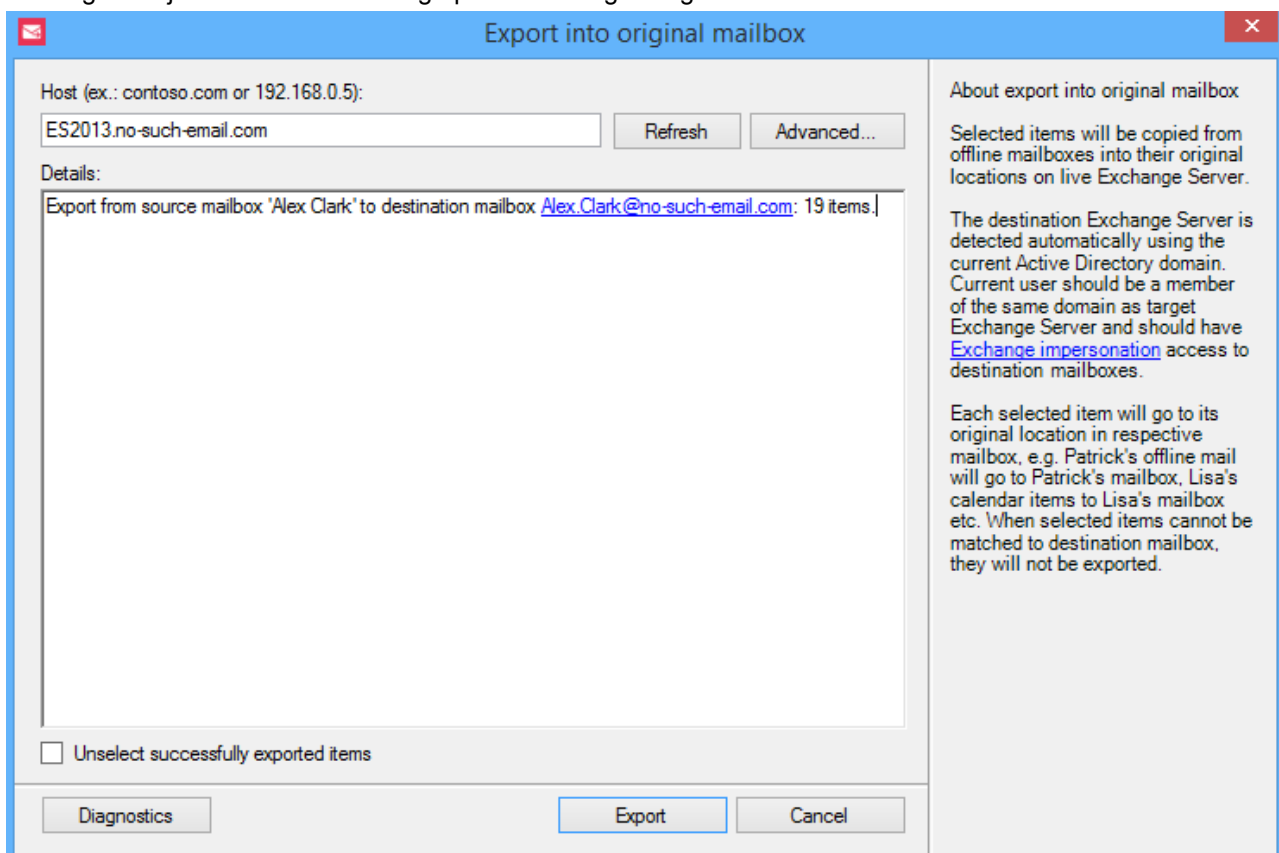 Export into original mailbox
Host (ex.: contoso.com or 192.168.0.5):
ES2013.no-such-email.com
Refresh
Advanced...
Details:
Export from source mailbox 'Alex Clark' to destination mailbox Alex.Clark@no-such-email.com: 19 items.
Unselect successfully exported items
Diagnostics
Export
Cancel
About export into original mailbox
Selected items will be copied from
offline mailboxes into their original
locations on live Exchange Server.
The destination Exchange Server is
detected automatically using the
current Active Directory domain.
Current user should be a member
of the same domain as target
Exchange Server and should have
Exchange impersonation access to
destination mailboxes.
Each selected item will go to its
original location in respective
mailbox, e.g. Patrick's offline mail
will go to Patrick's mailbox, Lisa's
calendar items to Lisa's mailbox
etc. When selected items cannot be
matched to destination mailbox,
they will not be exported.